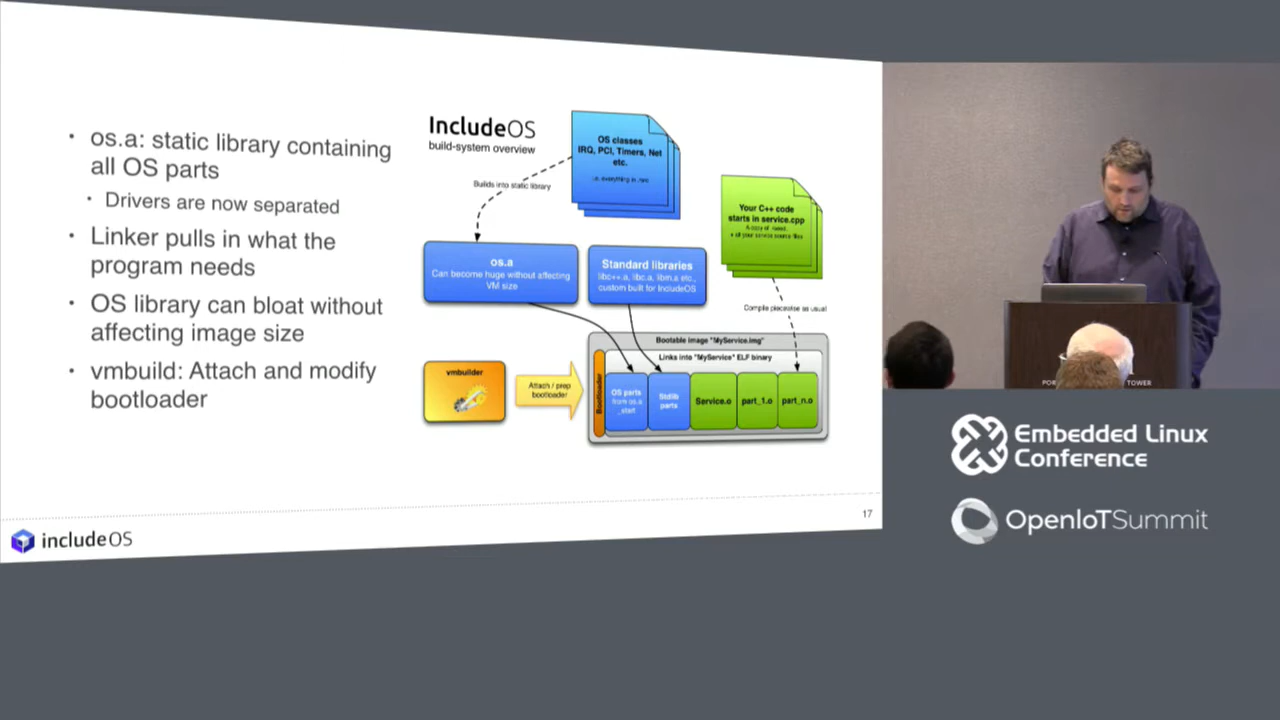 os.a: static library containing
all OS parts
Drivers are now separated
Linker pulls in what the
program needs
OS library can bloat without
affecting image size
vmbuild: Attach and modify
bootloader
IncludeOS
build-system overview
OS classes
IRQ, PCI, Timers, Net
etc.
Builds into static library
Your C++ code
starts in service.cpp
os.a
Can become huge without affecting
VM size
Standard libraries
libc++.a, libc.a, libm.a etc.,
custom built for IncludeOS
Compile piecewise as usual
Bootable image "MyService.img"
Links into "MyService" ELF binary
vmbuilder
Attach / prep
bootloader
Bootloader
OS parts
from os.a
_start
Stdlib
parts
Service.o
part_1.o
part_n.o
17
includeOS
Embedded Linux
Conference
OpenIoTSummit
TOWER